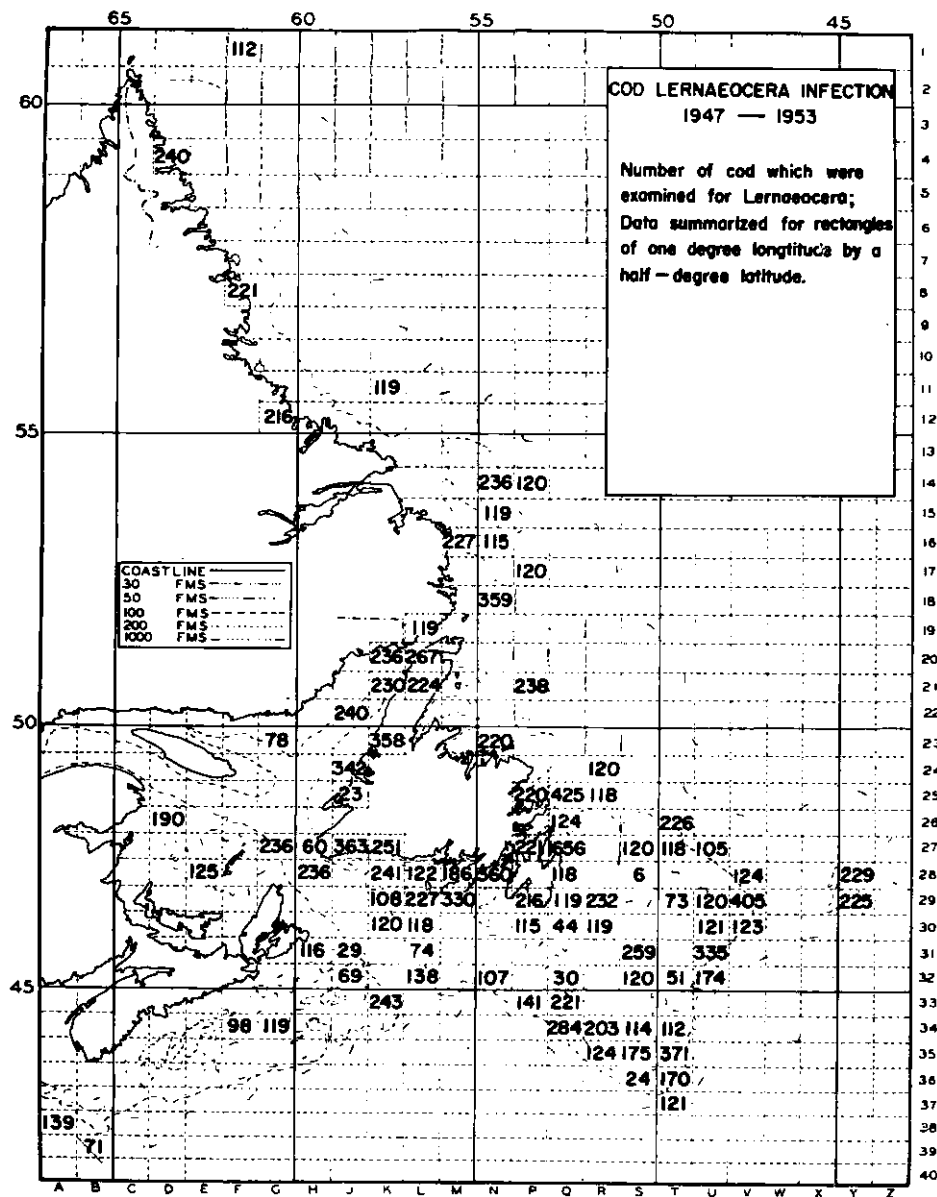 65 60 55 50 45
112 1
2
60
COD LERNAEOCERA INFECTION
1947 — 1953
3
240 4
Number of cod which were
examined for Lernaeocera;
5
Data summarized for rectangles
6
of one degree longtitude by a
7
half-degree latitude.
221 8
9
10
119 11
216 12
55
13
236 120 14
119 15
227 115 16
COASTLINE
30 FMS
50 FMS
100 FMS
200 FMS
1000 FMS
120 17
359 18
119 19
236 267 20
230 224 238 21
240 22
50
78 358 220 23
342 120 24
23 220 425 118 25
190 124 226 26
236 60 363 251 221 656 120 118 105 27
125 236 241 122 186 560 118 6 124 229 28
108 227 330 216 119 232 73 120 405 225 29
120 118 115 44 119 121 123 30
116 29 74 259 335 31
69 138 107 30 120 51 174 32
45
243 141 221 33
98 119 284 203 114 112 34
124 175 371 35
24 170 36
121 37
139 38
71 39
40
A B C D E F G H J K L M N P Q R S T U V W X Y Z